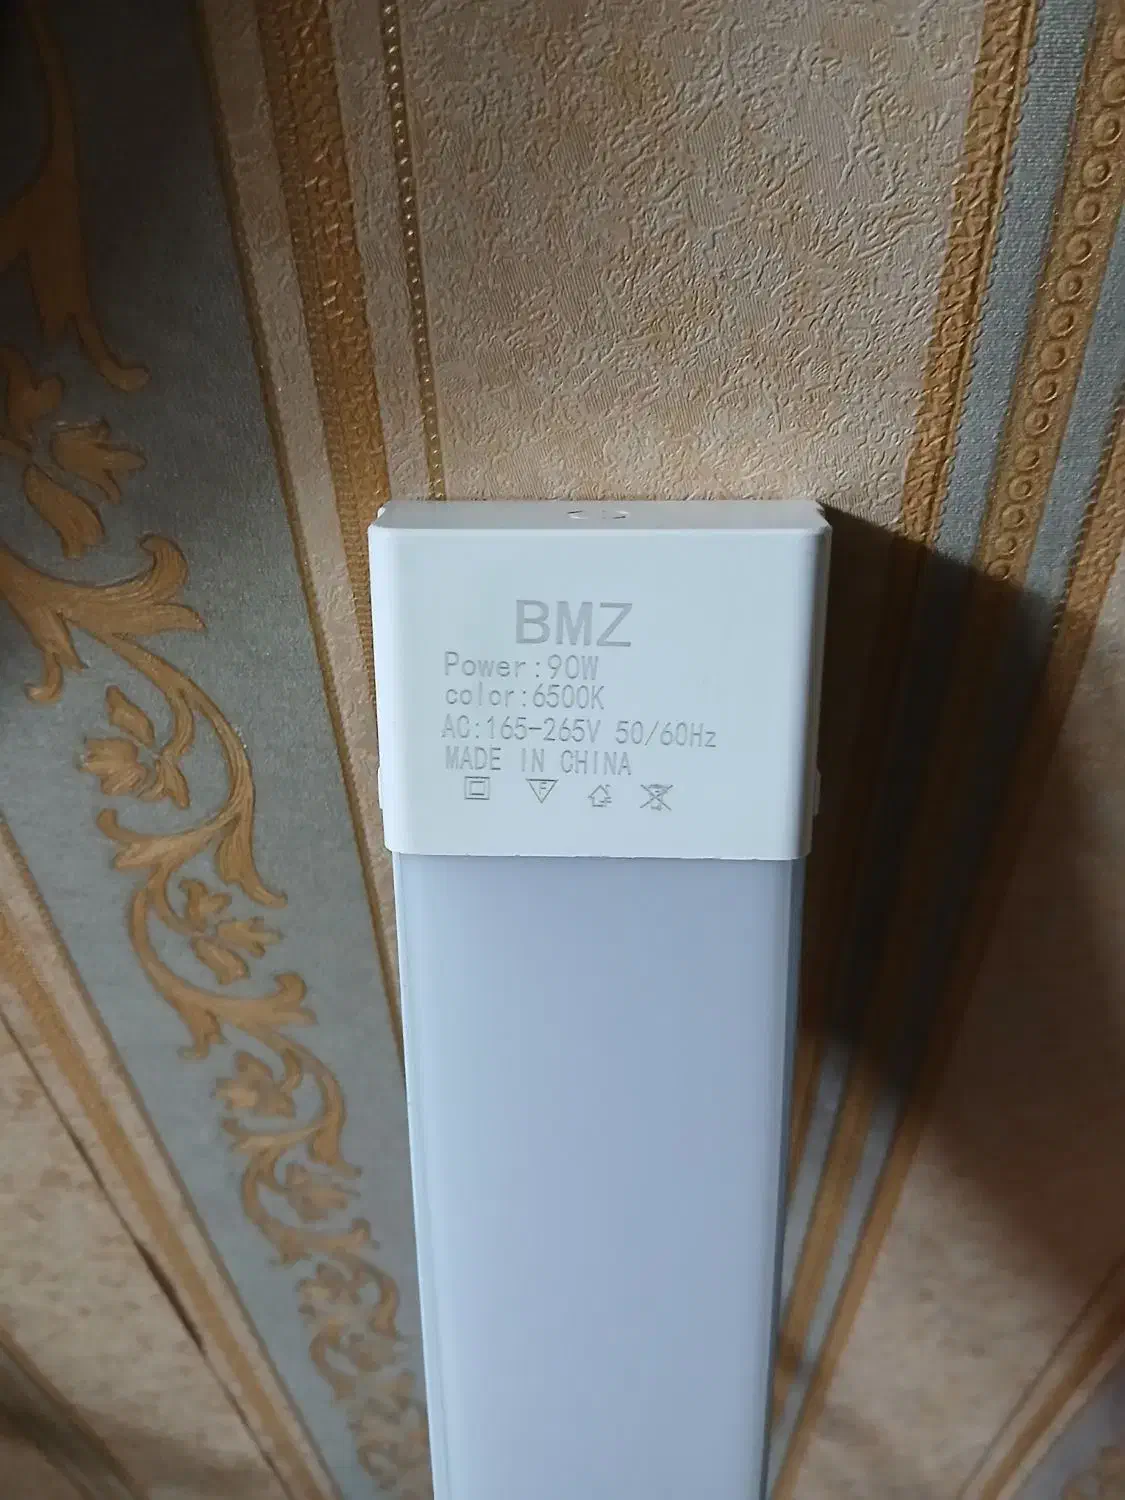 BMZ
Power:90W
color:6500K
AC:165-265V 50/60Hz
MADE IN CHINA
F